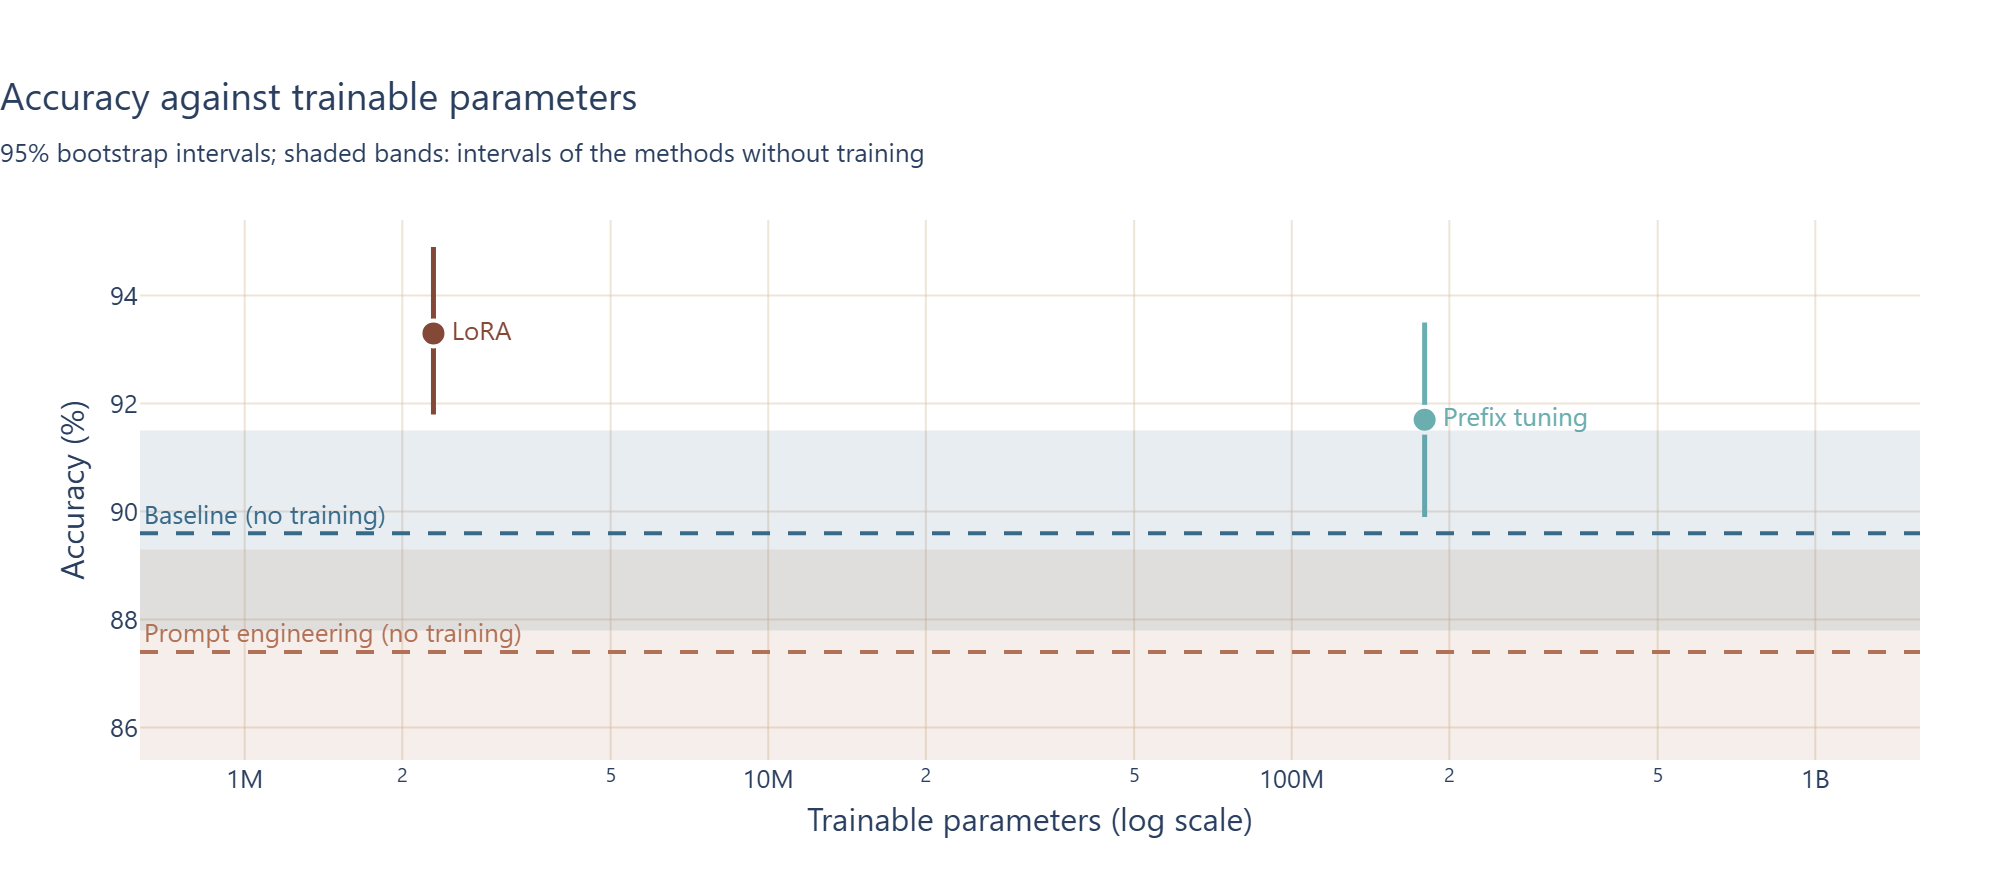 Accuracy against trainable parameters
95% bootstrap intervals; shaded bands: intervals of the methods without training
Accuracy (%)
94
92
90
88
86
LoRA
Prefix tuning
Baseline (no training)
Prompt engineering (no training)
1M 2 5 10M 2 5 100M 2 5 1B
Trainable parameters (log scale)